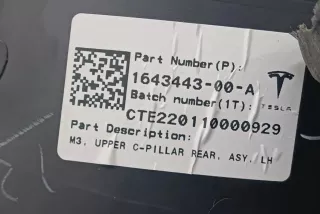 Part Number(P):
1643443-00-A
Batch number(1T):
TESLA
CTE220110000929
Part Description:
M3, UPPER C-PILLAR REAR, ASY, LH